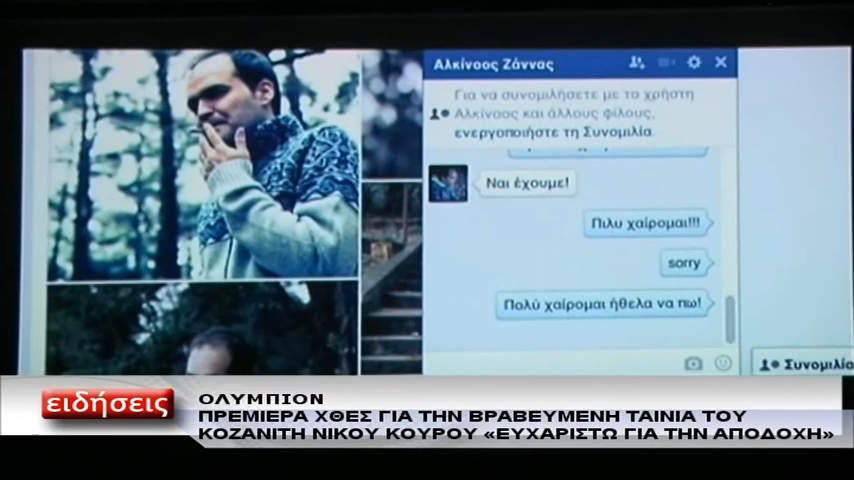 Αλκίνοος Ζάννας
Για να συνομιλήσετε με το χρήστη
Αλκίνοος και άλλους φίλους,
ενεργοποιήστε τη Συνομιλία
Ναι έχουμε!
Πιλυ χαίρομαι!!!
sorry
Πολύ χαίρομαι ήθελα να πω!
Συνομιλία
ειδήσεις
ΟΛΥΜΠΙΟΝ
ΠΡΕΜΙΕΡΑ ΧΘΕΣ ΓΙΑ ΤΗΝ ΒΡΑΒΕΥΜΕΝΗ ΤΑΙΝΙΑ ΤΟΥ
ΚΟΖΑΝΙΤΗ ΝΙΚΟΥ ΚΟΥΡΟΥ «ΕΥΧΑΡΙΣΤΩ ΓΙΑ ΤΗΝ ΑΠΟΔΟΧΗ»